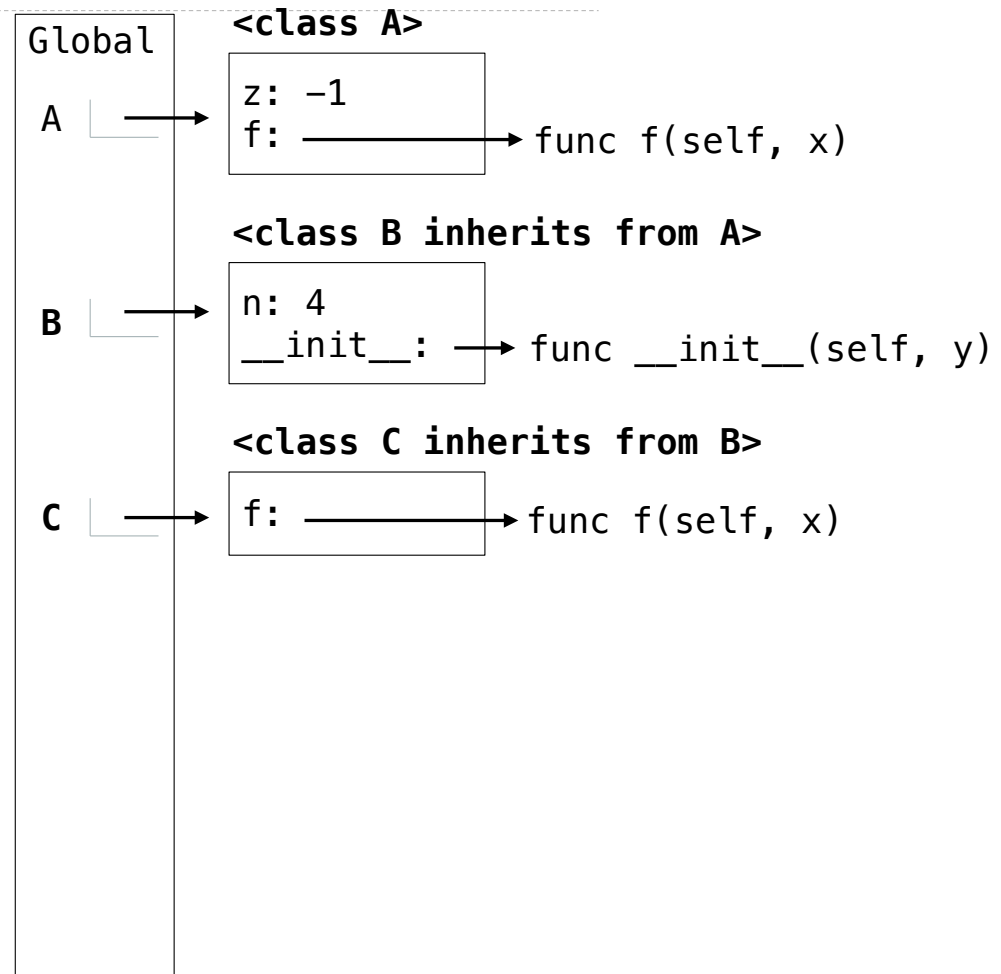 <class A>
Global
z: −1
A
f:
func f(self, x)
<class B inherits from A>
n: 4
B
__init__:
func __init__(self, y)
<class C inherits from B>
C
f:
func f(self, x)